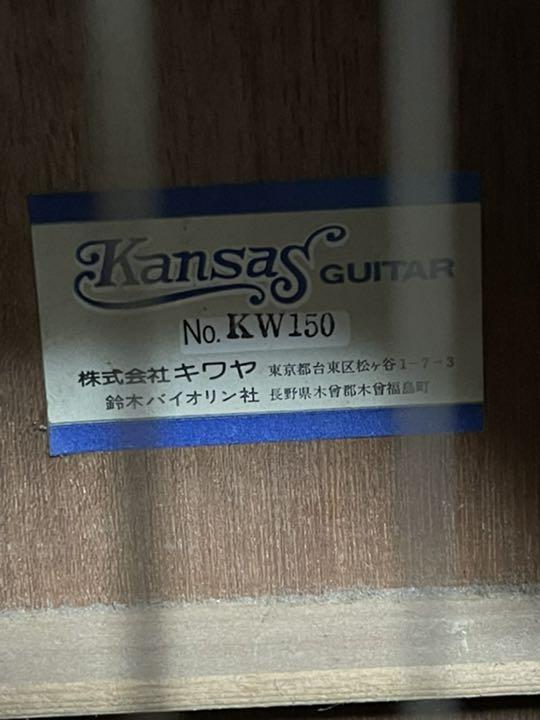 Kansas GUITAR
No. KW150
株式会社 キワヤ 東京都台東区松ヶ谷1-7-3
鈴木バイオリン社 長野県木曾郡木曾福島町